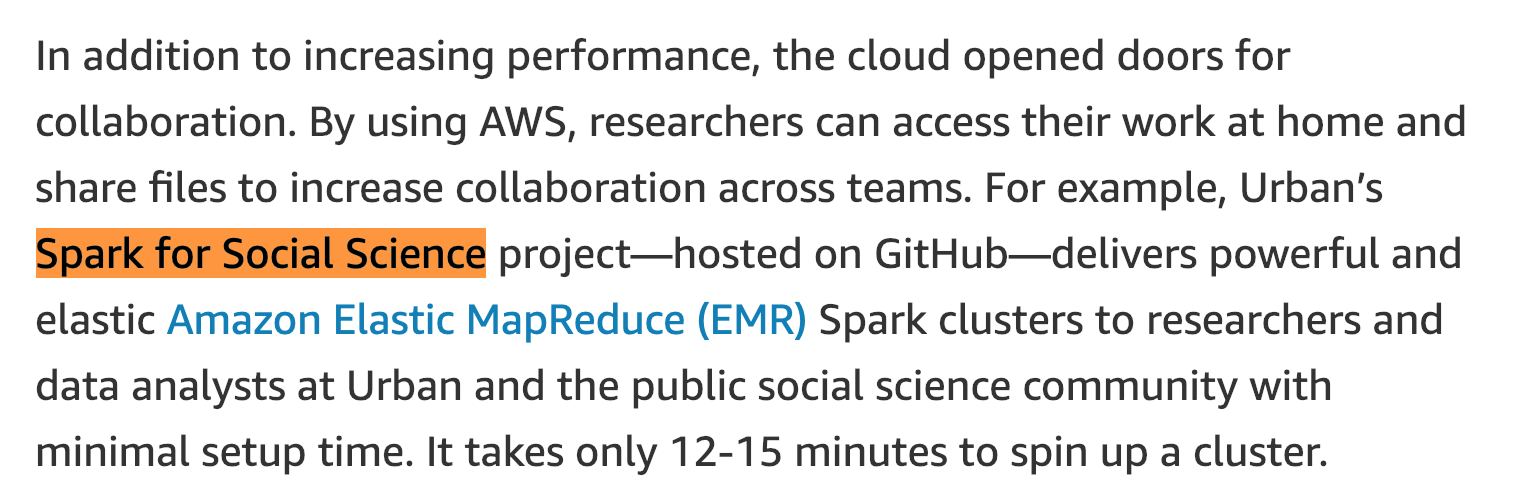 In addition to increasing performance, the cloud opened doors for
collaboration. By using AWS, researchers can access their work at home and
share files to increase collaboration across teams. For example, Urban’s
Spark for Social Science project—hosted on GitHub—delivers powerful and
elastic Amazon Elastic MapReduce (EMR) Spark clusters to researchers and
data analysts at Urban and the public social science community with
minimal setup time. It takes only 12-15 minutes to spin up a cluster.